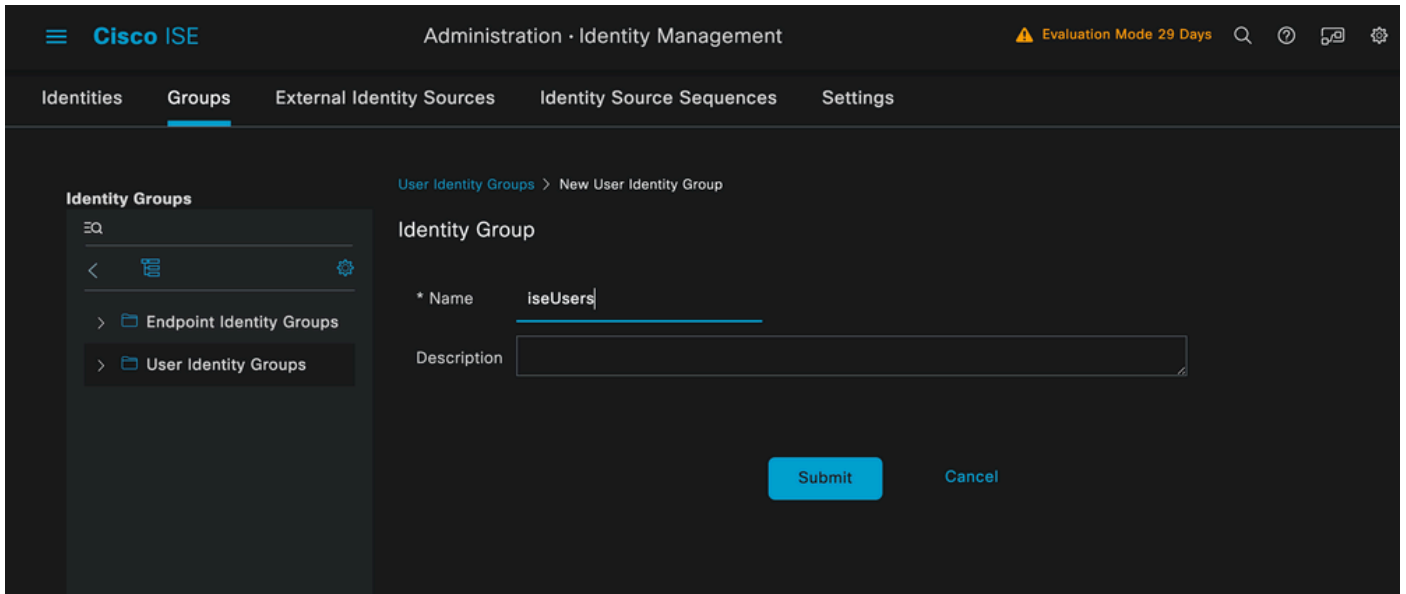 Cisco ISE
Administration · Identity Management
Evaluation Mode 29 Days
Identities
Groups
External Identity Sources
Identity Source Sequences
Settings
Identity Groups
Endpoint Identity Groups
User Identity Groups
User Identity Groups > New User Identity Group
Identity Group
* Name
iseUsers
Description
Submit
Cancel